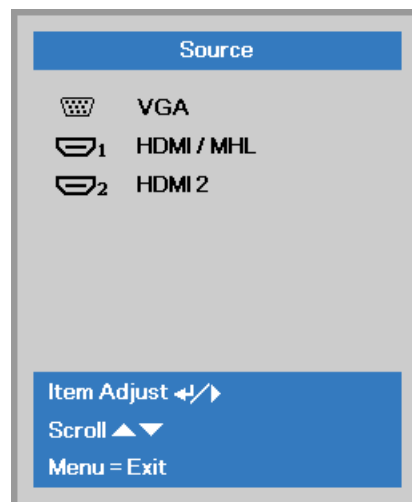 Source
VGA
1 HDMI / MHL
2 HDMI 2
Item Adjust ↵/▶
Scroll ▲▼
Menu = Exit